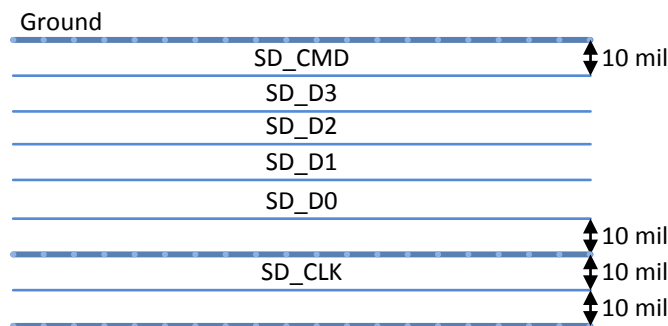 Ground
SD_CMD
10 mil
SD_D3
SD_D2
SD_D1
SD_D0
10 mil
SD_CLK
10 mil
10 mil